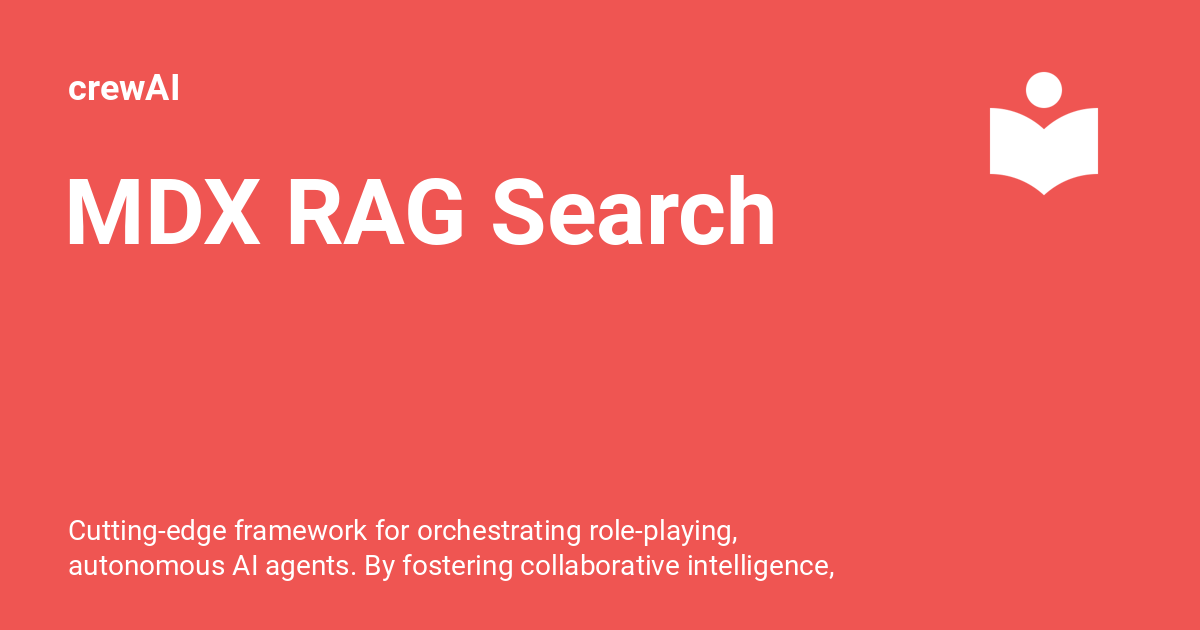 crewAI
MDX RAG Search
Cutting-edge framework for orchestrating role-playing,
autonomous AI agents. By fostering collaborative intelligence,